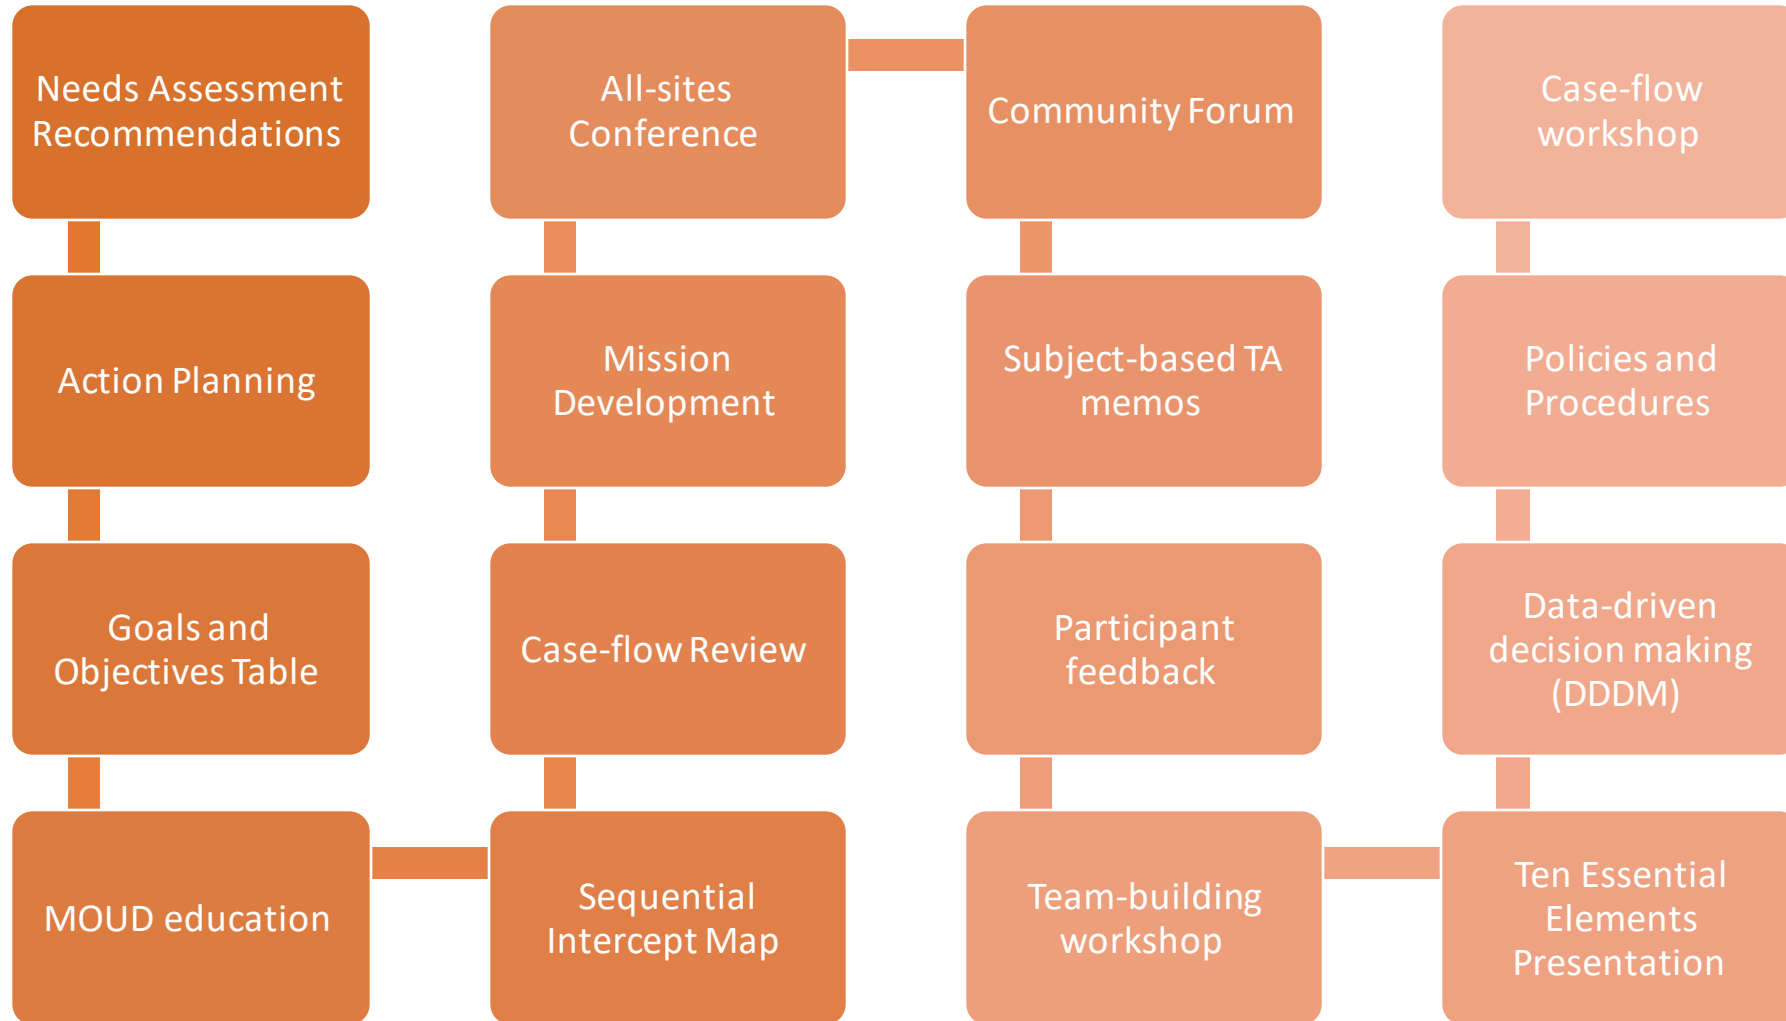 Needs Assessment
Recommendations
Action Planning
Goals and
Objectives Table
MOUD education
Sequential
Intercept Map
Case-flow Review
Mission
Development
All-sites
Conference
Community Forum
Subject-based TA
memos
Participant
feedback
Team-building
workshop
Ten Essential
Elements
Presentation
Data-driven
decision making
(DDDM)
Policies and
Procedures
Case-flow
workshop